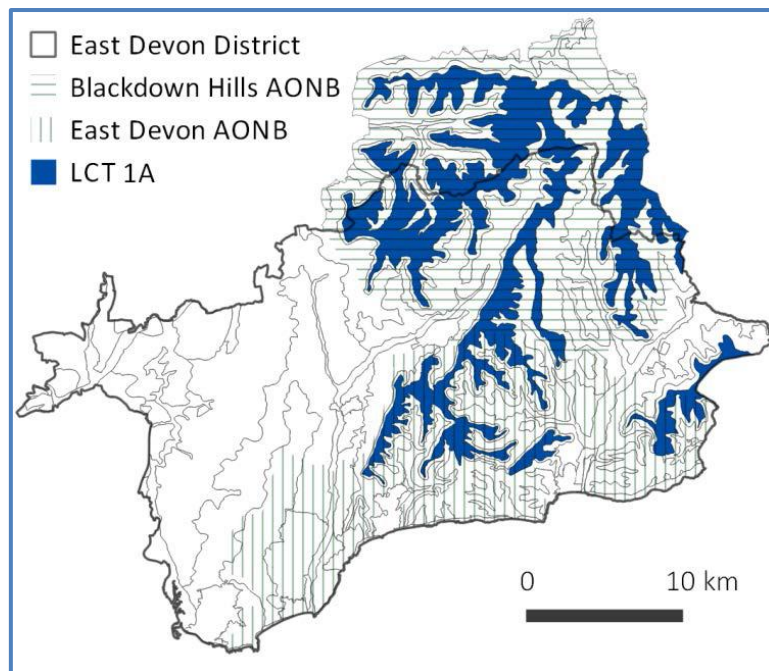 East Devon District
Blackdown Hills AONB
East Devon AONB
LCT 1A
0 10 km